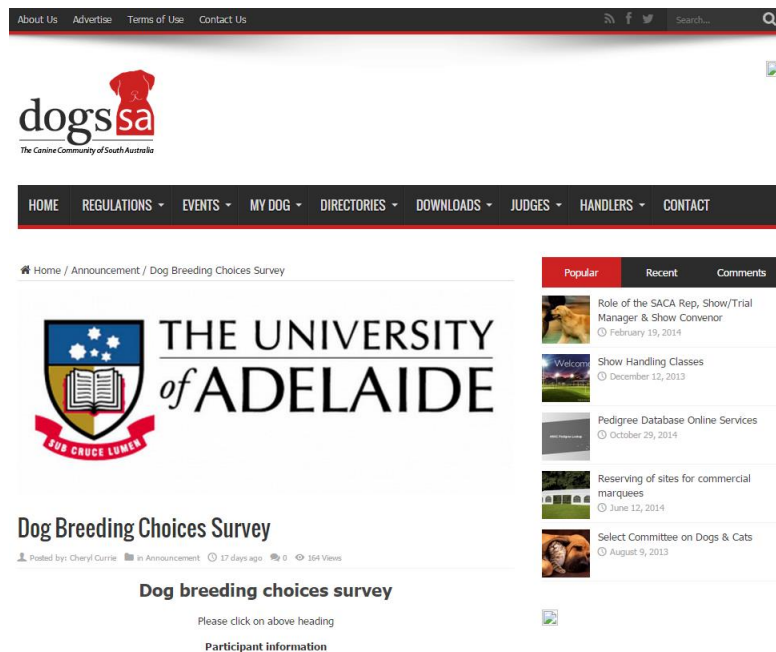 About Us Advertise Terms of Use Contact Us Search...
dogs sa
The Canine Community of South Australia
HOME REGULATIONS EVENTS MY DOG DIRECTORIES DOWNLOADS JUDGES HANDLERS CONTACT
Home / Announcement / Dog Breeding Choices Survey
THE UNIVERSITY
of ADELAIDE
SUB CRUCE LUMEN
Dog Breeding Choices Survey
Posted by: Cheryl Currie in Announcement 17 days ago 0 164 Views
Dog breeding choices survey
Please click on above heading
Participant information
Popular Recent Comments
Role of the SACA Rep, Show/Trial
Manager & Show Convenor
February 19, 2014
Welcome
Show Handling Classes
December 12, 2013
Pedigree Database Online Services
October 29, 2014
Reserving of sites for commercial
marquees
June 12, 2014
Select Committee on Dogs & Cats
August 9, 2013